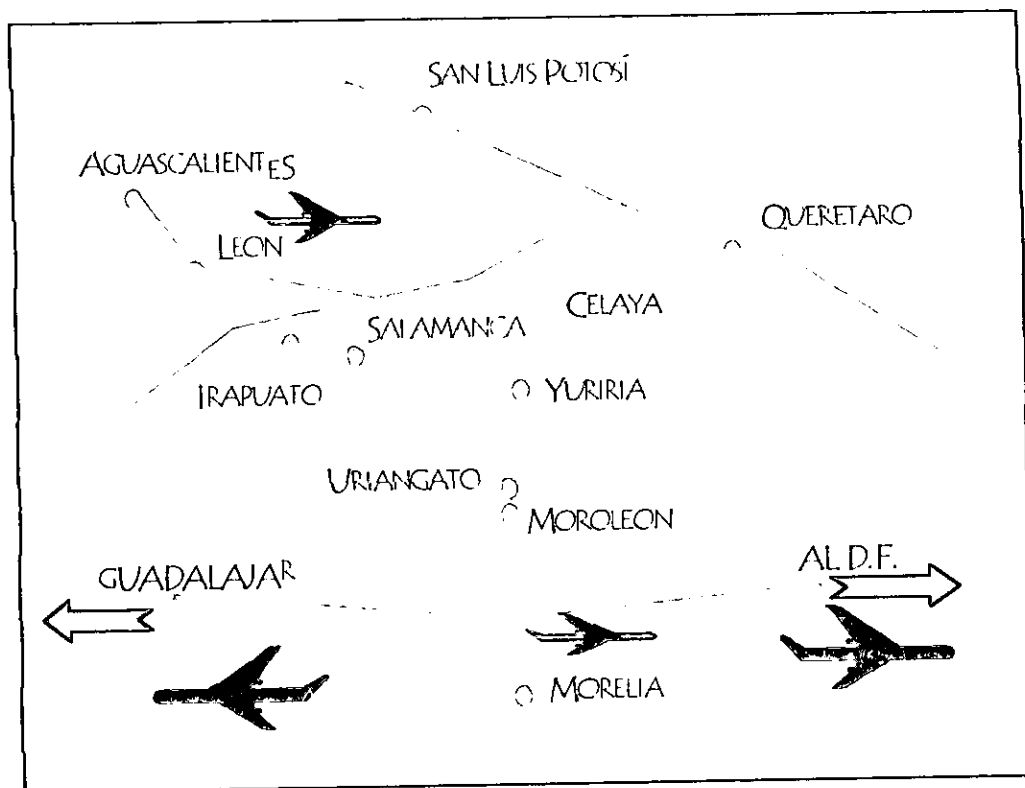 SAN LUIS POTOSÍ
AGUASCALIENTES
QUERETARO
LEON
CELAYA
SALAMANCA
IRAPUATO
YURIRIA
URIANGATO
MOROLEON
AL D.F.
GUADALAJAR
MORELIA